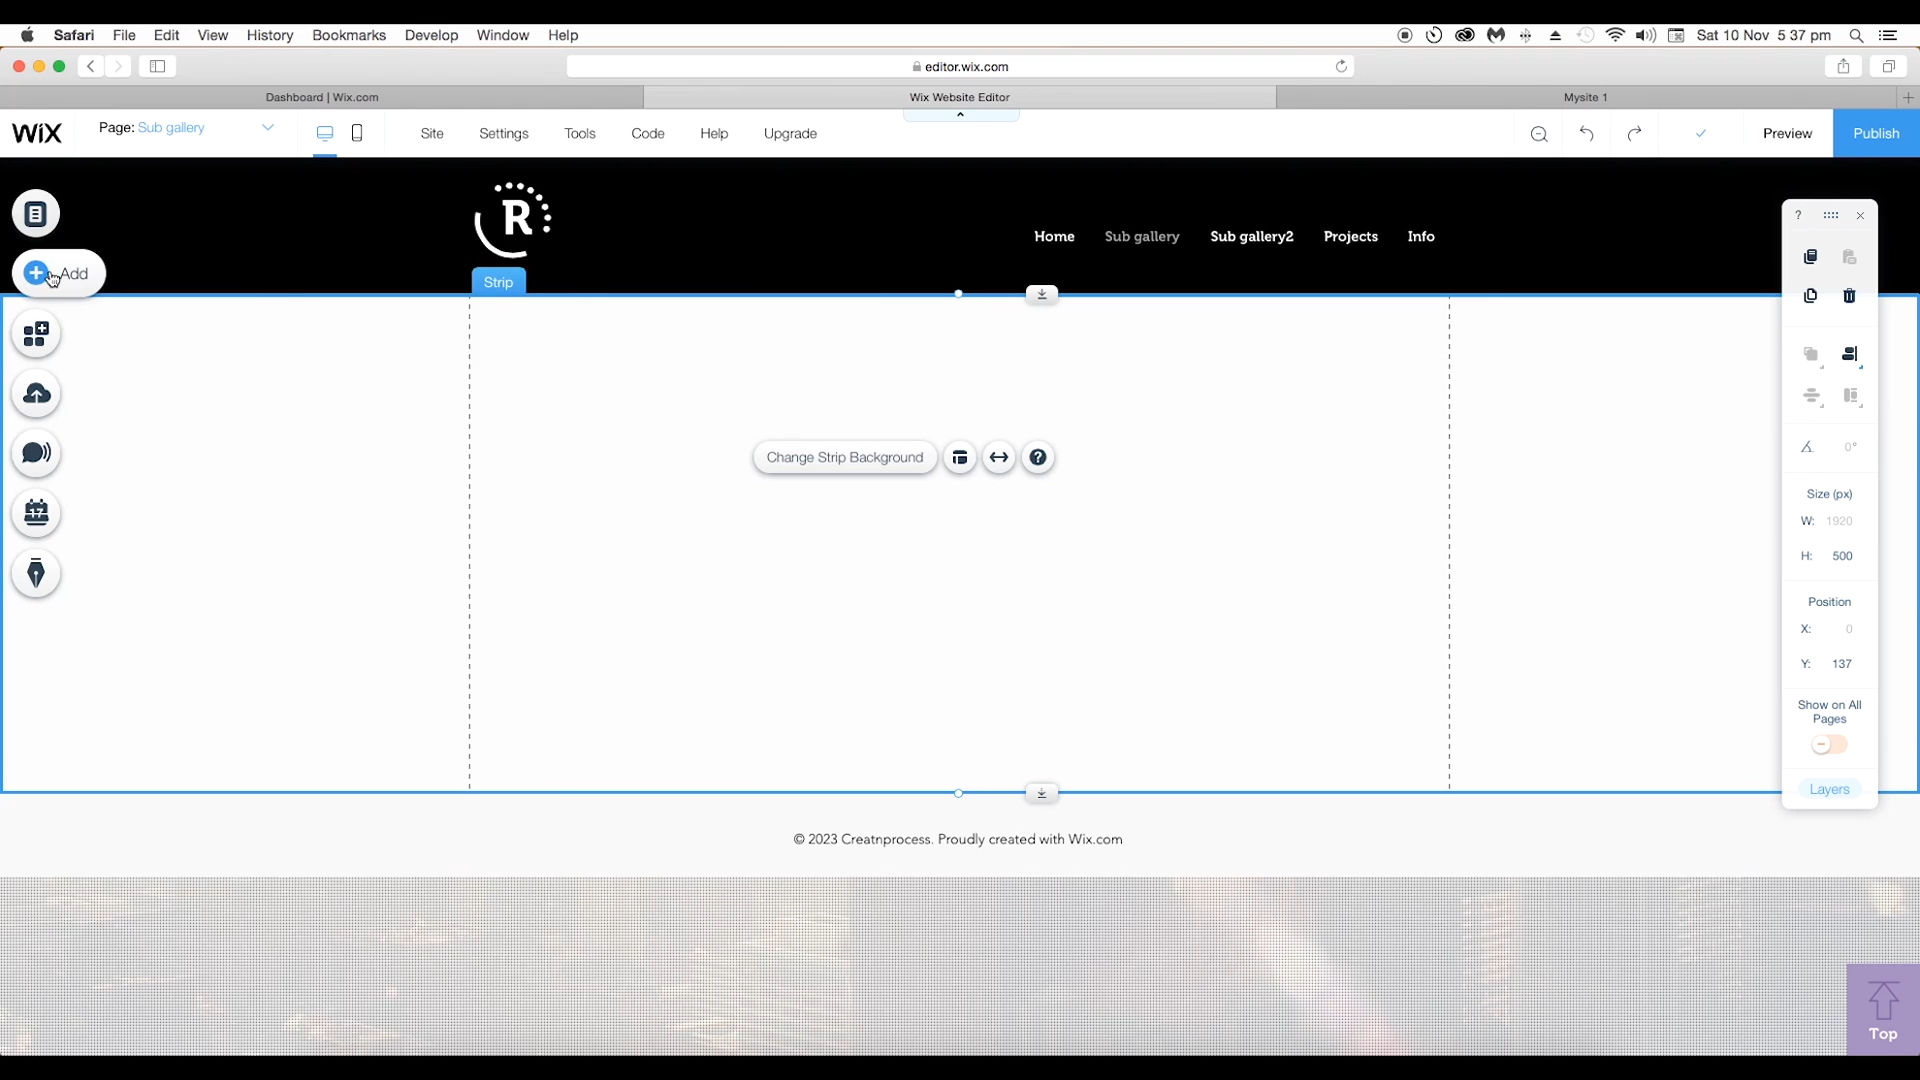 Safari File Edit View History Bookmarks Develop Window Help
Sat 10 Nov 5:37 pm
editor.wix.com
Dashboard | Wix.com
Wix Website Editor
Mysite 1
WiX
Page: Sub gallery
Site Settings Tools Code Help Upgrade
Preview
Publish
R
Home Sub gallery Sub gallery2 Projects Info
Add
Strip
17
Change Strip Background
?
?
0°
Size (px)
W: 1920
H: 500
Position
X: 0
Y: 137
Show on All
Pages
Layers
© 2023 Creatnprocess. Proudly created with Wix.com
Top